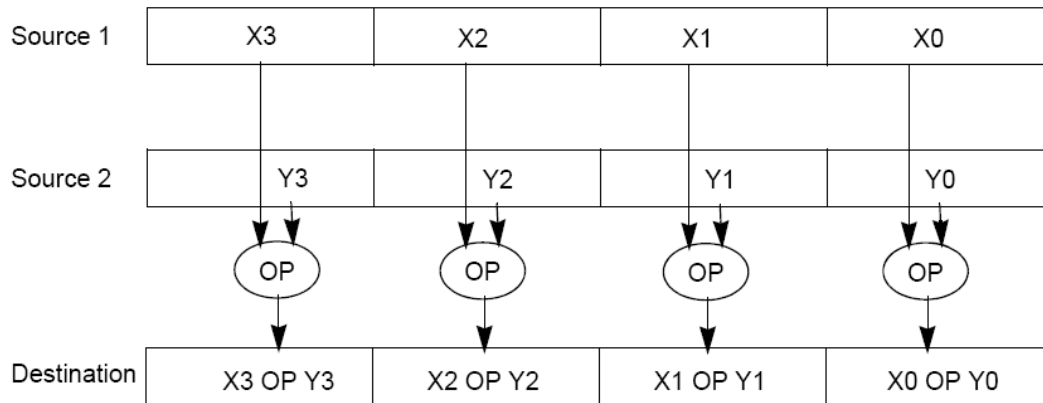 Source 1 X3 X2 X1 X0
Source 2 Y3 Y2 Y1 Y0
OP OP OP OP
Destination X3 OP Y3 X2 OP Y2 X1 OP Y1 X0 OP Y0